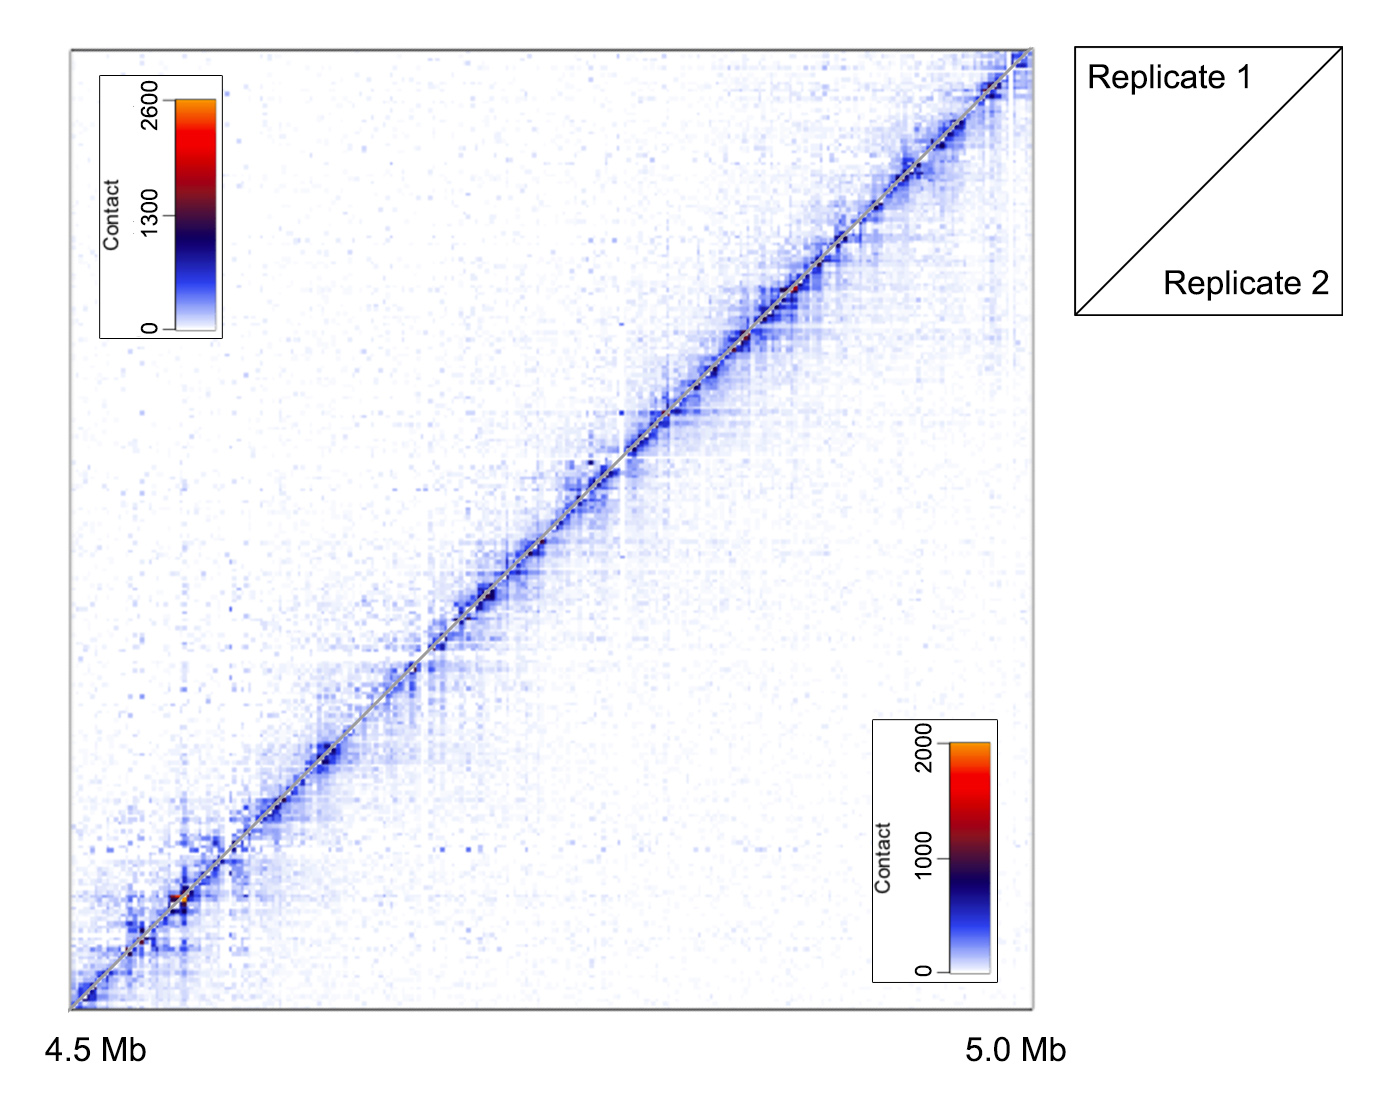 2600
1300
0
Contact
Replicate 1
Replicate 2
2000
1000
0
Contact
4.5 Mb
5.0 Mb